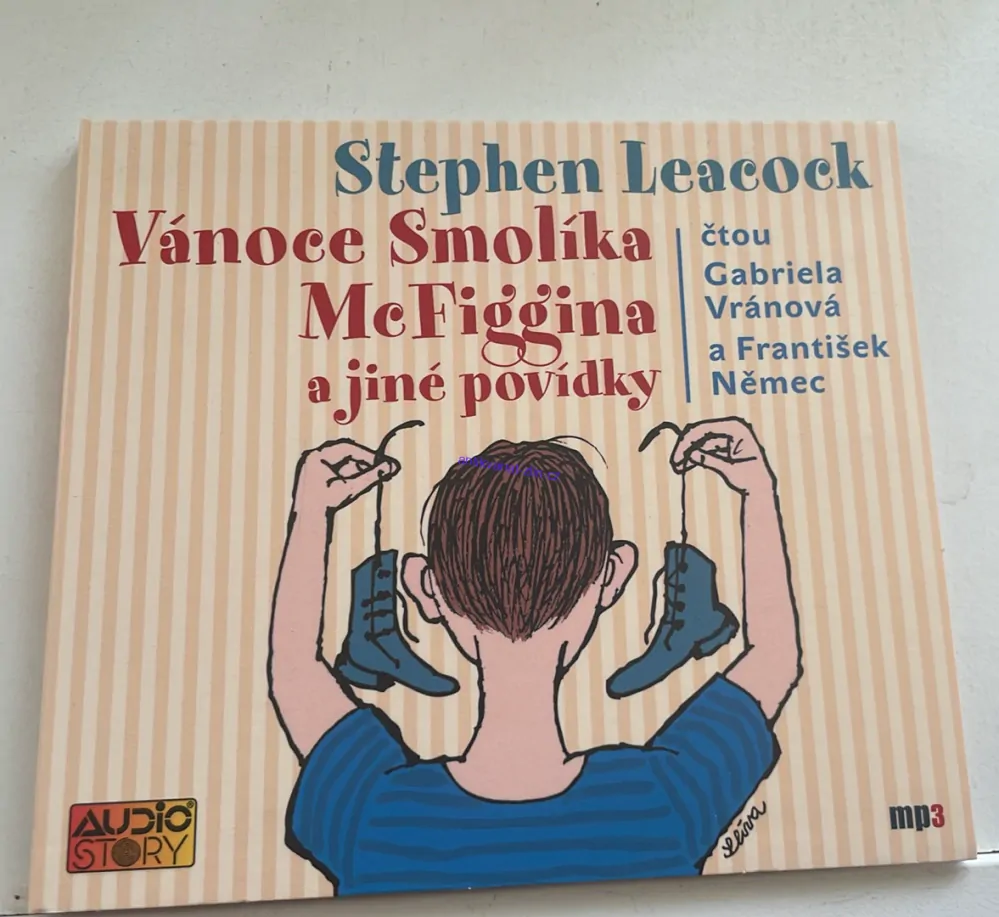 Stephen Leacock
Vánoce Smolíka
McFiggina
a jiné povídky
čtou
Gabriela
Vránová
a František
Němec
AUDIO®
STORY
mp3